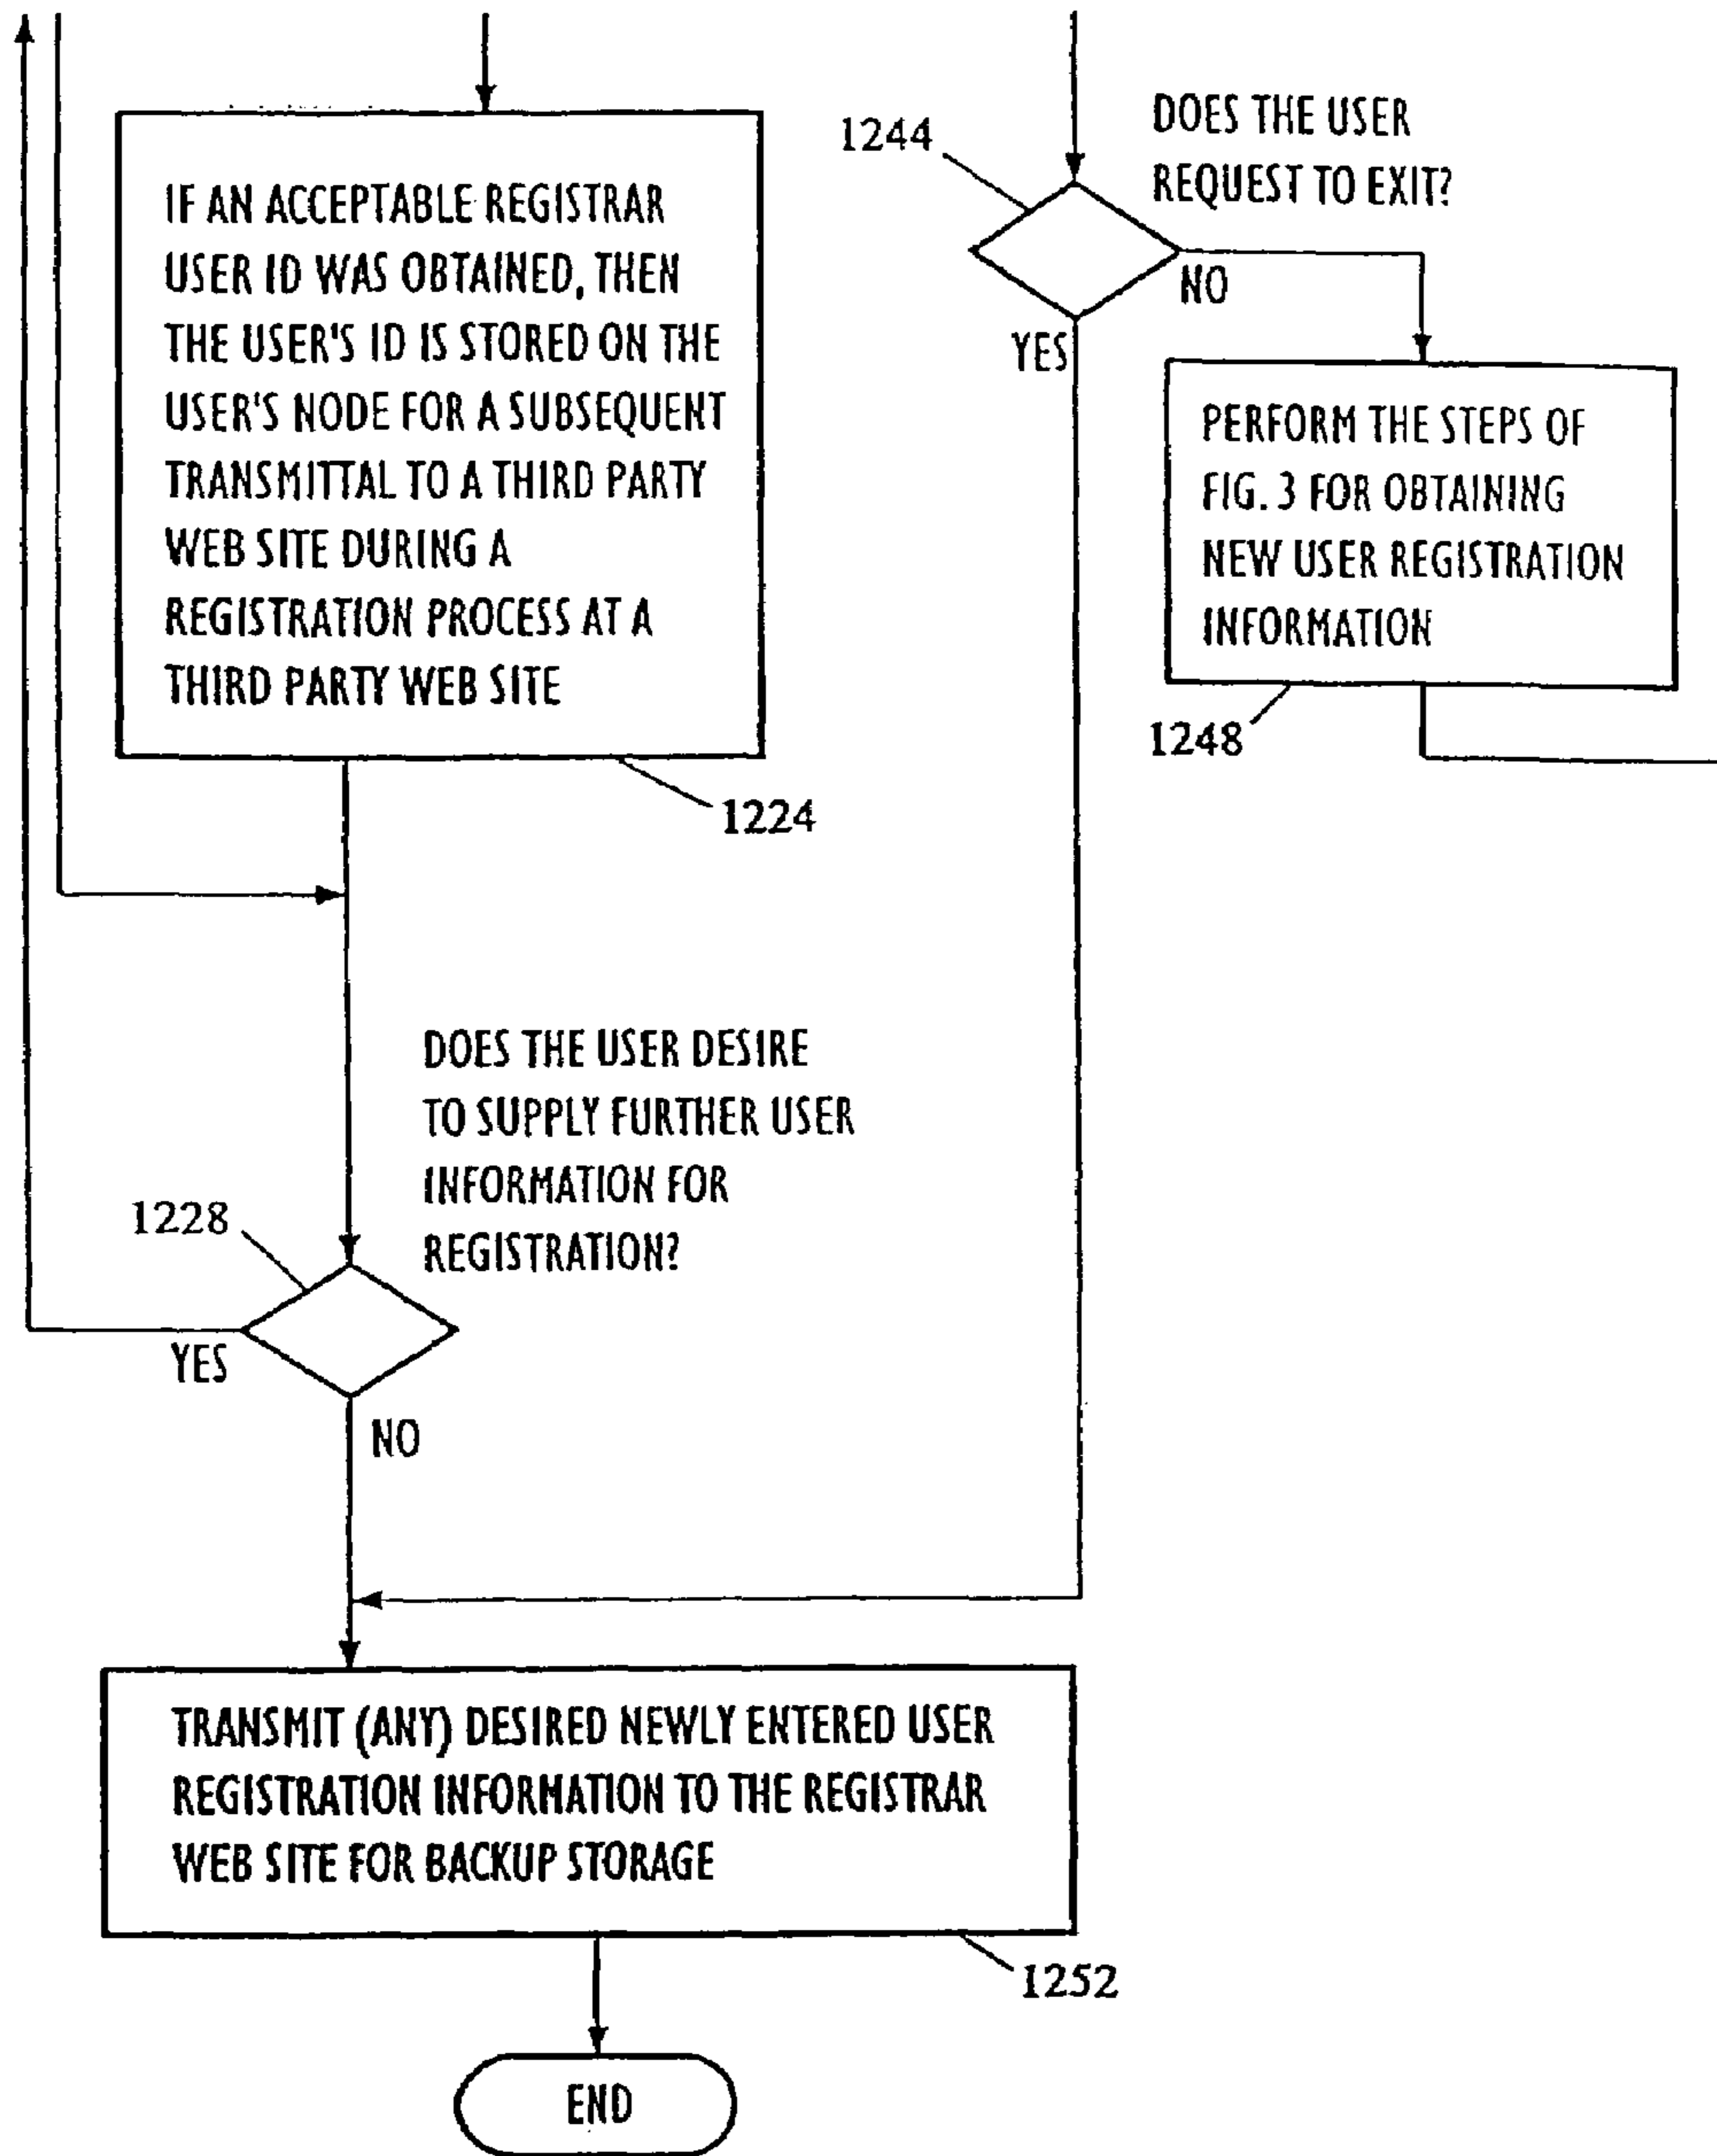 IF AN ACCEPTABLE REGISTRAR
USER ID WAS OBTAINED, THEN
THE USER'S ID IS STORED ON THE
USER'S NODE FOR A SUBSEQUENT
TRANSMITTAL TO A THIRD PARTY
WEB SITE DURING A
REGISTRATION PROCESS AT A
THIRD PARTY WEB SITE
1224
1244
DOES THE USER
REQUEST TO EXIT?
NO
YES
PERFORM THE STEPS OF
FIG. 3 FOR OBTAINING
NEW USER REGISTRATION
INFORMATION
1248
DOES THE USER DESIRE
TO SUPPLY FURTHER USER
INFORMATION FOR
REGISTRATION?
1228
YES
NO
TRANSMIT (ANY) DESIRED NEWLY ENTERED USER
REGISTRATION INFORMATION TO THE REGISTRAR
WEB SITE FOR BACKUP STORAGE
1252
END